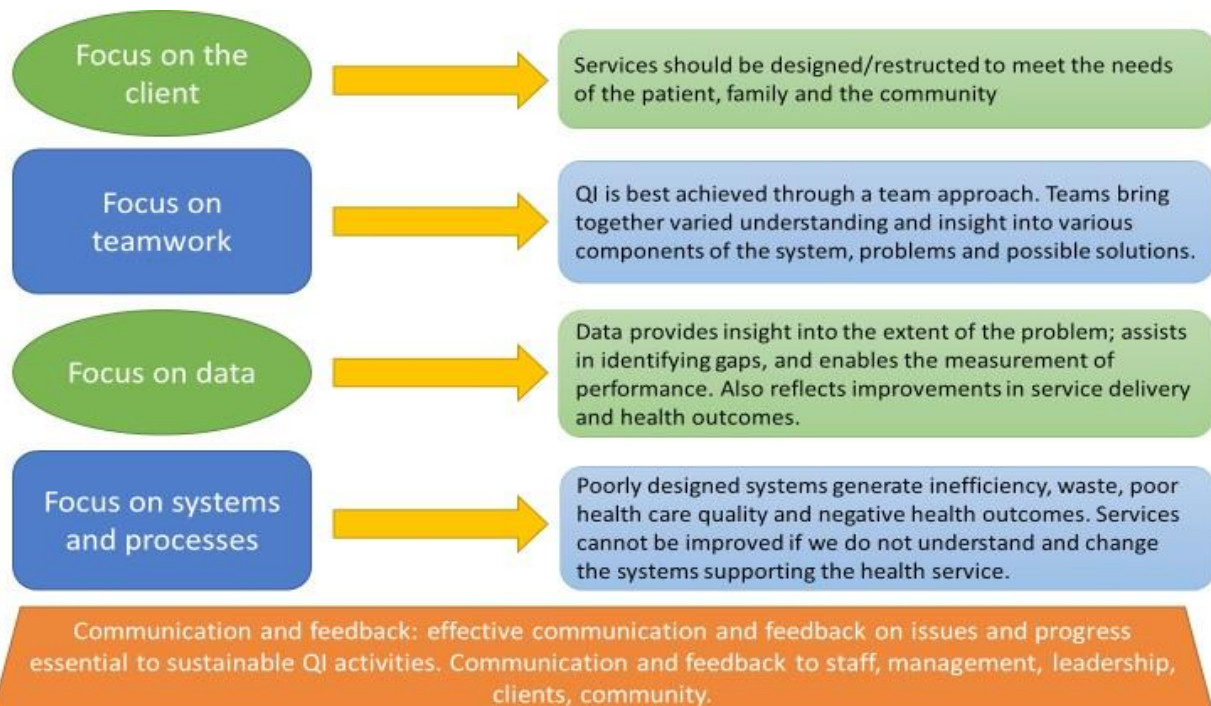 Focus on the
client
Services should be designed/restructed to meet the needs
of the patient, family and the community
Focus on
teamwork
QI is best achieved through a team approach. Teams bring
together varied understanding and insight into various
components of the system, problems and possible solutions.
Focus on data
Data provides insight into the extent of the problem; assists
in identifying gaps, and enables the measurement of
performance. Also reflects improvements in service delivery
and health outcomes.
Focus on systems
and processes
Poorly designed systems generate inefficiency, waste, poor
health care quality and negative health outcomes. Services
cannot be improved if we do not understand and change
the systems supporting the health service.
Communication and feedback: effective communication and feedback on issues and progress
essential to sustainable QI activities. Communication and feedback to staff, management, leadership,
clients, community.